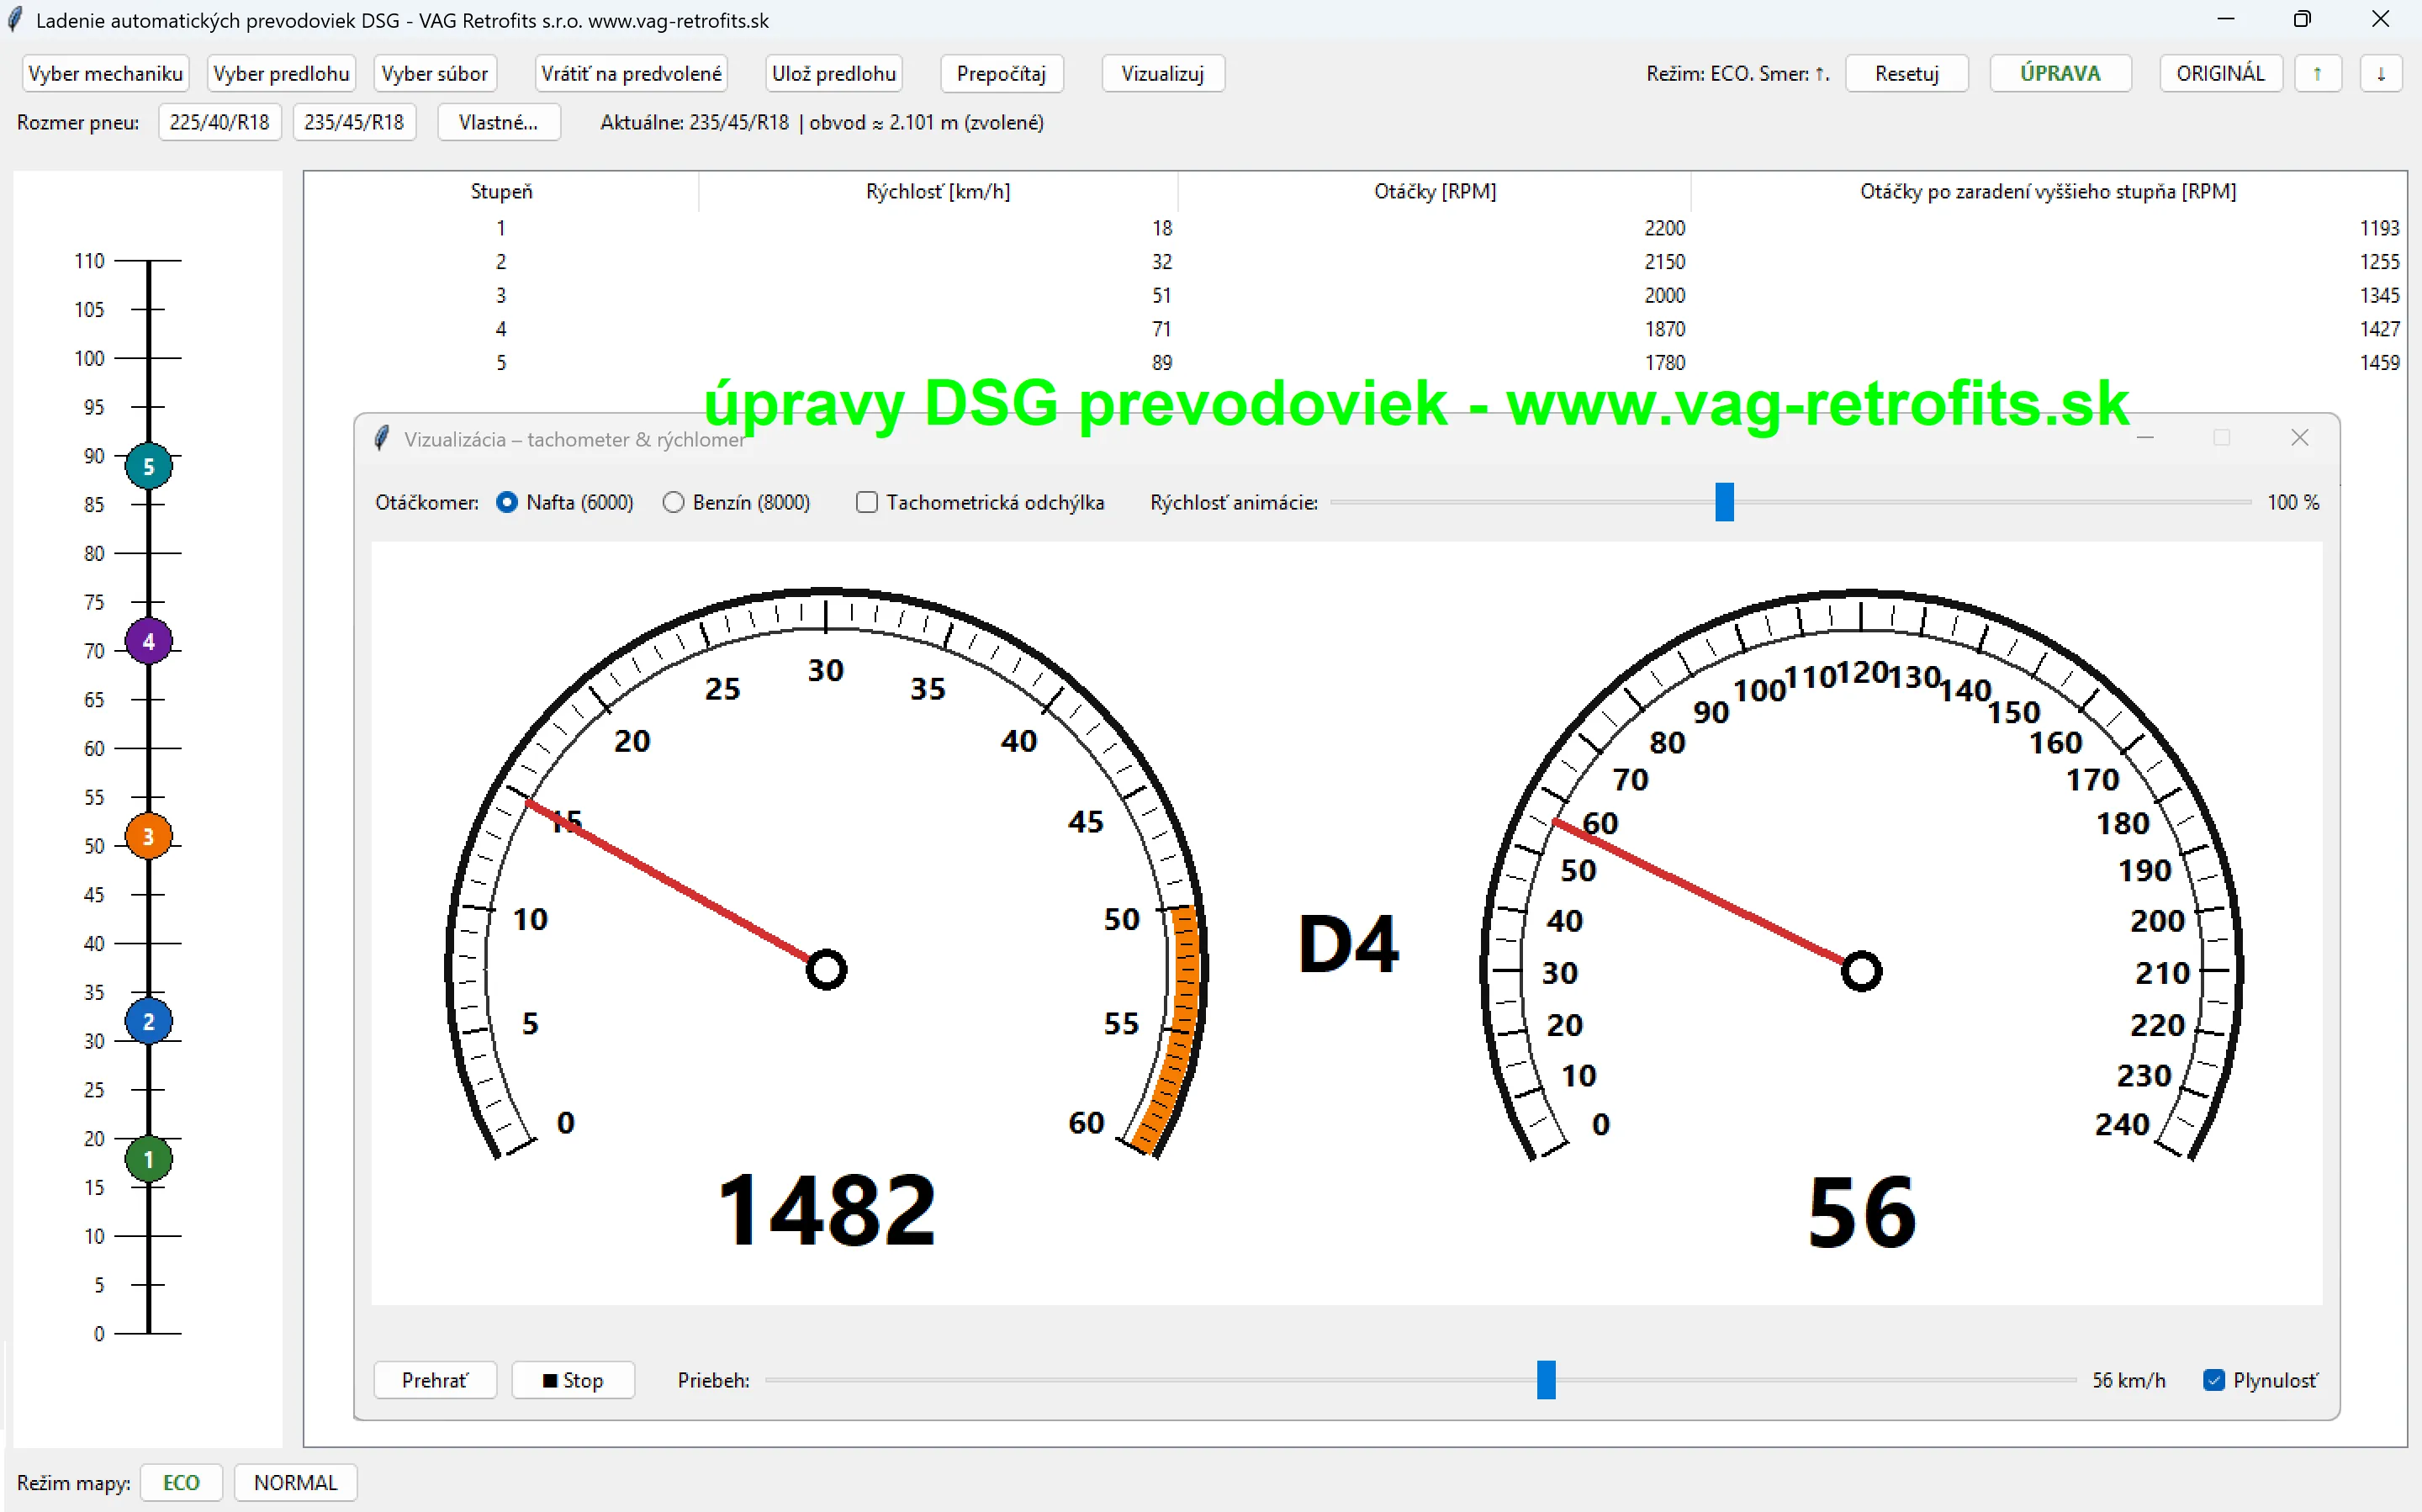 Ladenie automatických prevodoviek DSG - VAG Retrofits s.r.o. www.vag-retrofits.sk
Vyber mechaniku Vyber predlohu Vyber súbor Vrátiť na predvolené Ulož predlohu Prepočítaj Vizualizuj Režim: ECO. Smer: ↑. Resetuj ÚPRAVA ORIGINÁL ↑ ↓
Rozmer pneu: 225/40/R18 235/45/R18 Vlastné... Aktuálne: 235/45/R18 | obvod ≈ 2.101 m (zvolené)
Stupeň Rýchlosť [km/h] Otáčky [RPM] Otáčky po zaradení vyššieho stupňa [RPM]
1 18 2200 1193
2 32 2150 1255
3 51 2000 1345
4 71 1870 1427
5 89 1780 1459
110
105
100
95
90
5
85
80
75
4
70
65
60
55
3
50
45
40
35
2
30
25
20
1
15
10
5
0
úpravy DSG prevodoviek - www.vag-retrofits.sk
Vizualizácia – tachometer & rýchlomer
Otáčkomer: Nafta (6000) Benzín (8000) Tachometrická odchýlka Rýchlosť animácie: 100 %
0 5 10 15 20 25 30 35 40 45 50 55 60
1482
D4
0 10 20 30 40 50 60 70 80 90 100 110 120 130 140 150 160 170 180 190 200 210 220 230 240
56
Prehrať ■ Stop Priebeh: 56 km/h Plynulosť
Režim mapy: ECO NORMAL